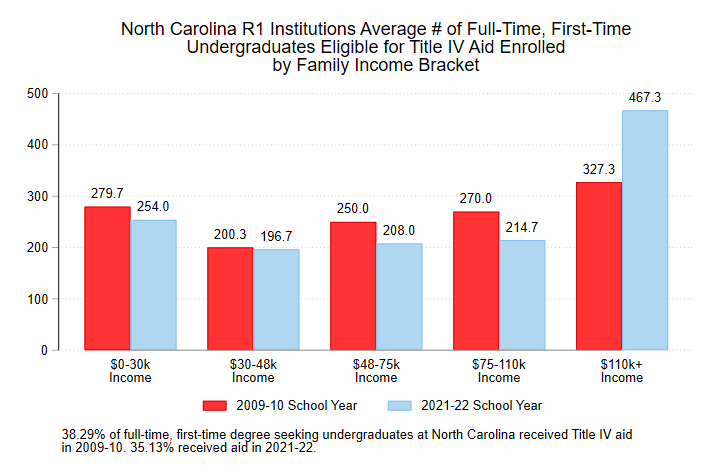 North Carolina R1 Institutions Average # of Full-Time, First-Time
Undergraduates Eligible for Title IV Aid Enrolled
by Family Income Bracket
500
400
300
200
100
0
279.7
254.0
200.3
196.7
250.0
208.0
270.0
214.7
327.3
467.3
$0-30k
Income
$30-48k
Income
$48-75k
Income
$75-110k
Income
$110k+
Income
2009-10 School Year
2021-22 School Year
38.29% of full-time, first-time degree seeking undergraduates at North Carolina received Title IV aid
in 2009-10. 35.13% received aid in 2021-22.